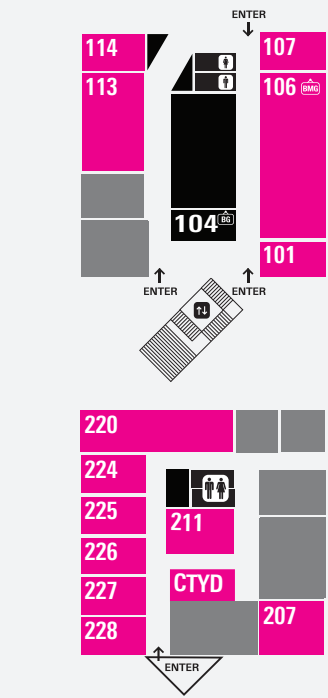 ENTER
114
107
113
106 BMG
104 BG
101
ENTER
ENTER
220
224
225
211
226
227
CTYD
228
207
ENTER